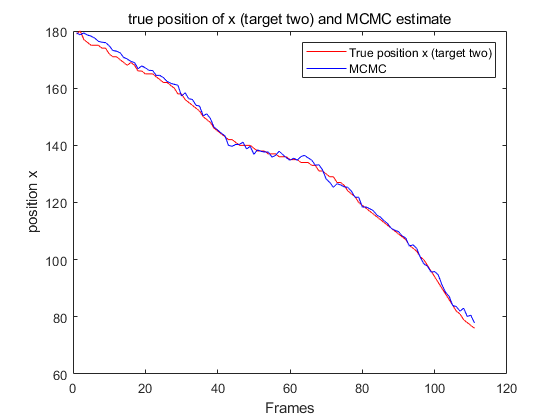 true position of x (target two) and MCMC estimate
True position x (target two)
MCMC
180
160
140
120
100
80
60
position x
0
20
40
60
80
100
120
Frames